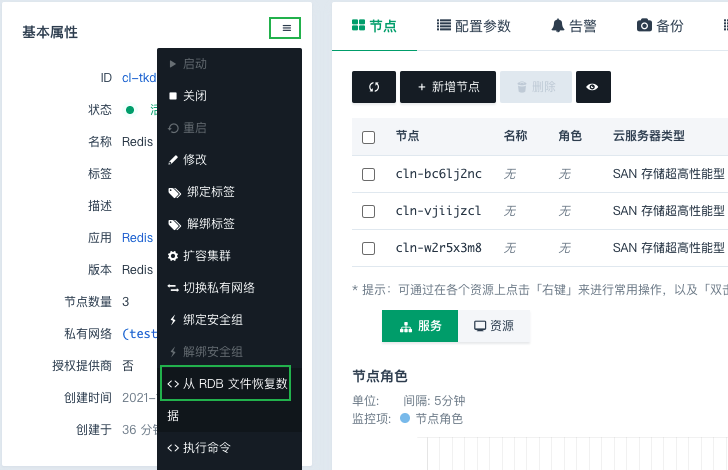 基本属性
ID cl-tkd
状态
名称 Redis
标签
描述
应用 Redis
版本 Redis
节点数量 3
私有网络 (test
授权提供商 否
创建时间 2021-
创建于 36 分钟
启动
关闭
重启
修改
绑定标签
解绑标签
扩容集群
切换私有网络
绑定安全组
解绑安全组
从 RDB 文件恢复数
据
执行命令
节点 配置参数 告警 备份
+ 新增节点 删除
节点 名称 角色 云服务器类型
cln-bc6lj2nc 无 无 SAN 存储超高性能型
cln-vjiijzcl 无 无 SAN 存储超高性能型
cln-w2r5x3m8 无 无 SAN 存储超高性能型
* 提示: 可通过在各个资源上点击「右键」来进行常用操作, 以及「双击
服务 资源
节点角色
单位: 间隔: 5分钟
监控项: 节点角色